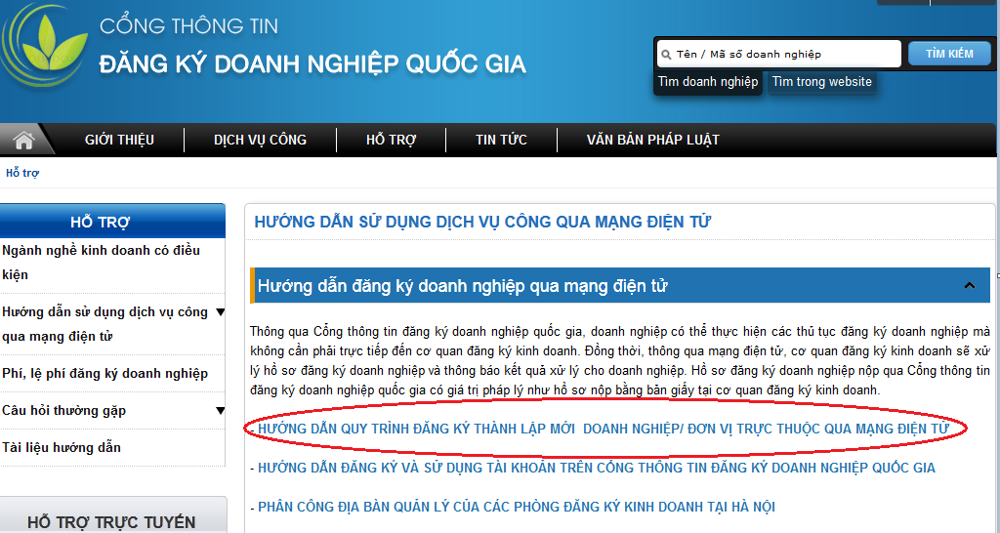 CỔNG THÔNG TIN
ĐĂNG KÝ DOANH NGHIỆP QUỐC GIA
Tên / Mã số doanh nghiệp
TÌM KIẾM
Tìm doanh nghiệp
Tìm trong website
GIỚI THIỆU
DỊCH VỤ CÔNG
HỖ TRỢ
TIN TỨC
VĂN BẢN PHÁP LUẬT
Hỗ trợ
HỖ TRỢ
Ngành nghề kinh doanh có điều
kiện
Hướng dẫn sử dụng dịch vụ công
qua mạng điện tử
Phí, lệ phí đăng ký doanh nghiệp
Câu hỏi thường gặp
Tài liệu hướng dẫn
HỖ TRỢ TRỰC TUYẾN
HƯỚNG DẪN SỬ DỤNG DỊCH VỤ CÔNG QUA MẠNG ĐIỆN TỬ
Hướng dẫn đăng ký doanh nghiệp qua mạng điện tử
Thông qua Cổng thông tin đăng ký doanh nghiệp quốc gia, doanh nghiệp có thể thực hiện các thủ tục đăng ký doanh nghiệp mà
không cần phải trực tiếp đến cơ quan đăng ký kinh doanh. Đồng thời, thông qua mạng điện tử, cơ quan đăng ký kinh doanh sẽ xử
lý hồ sơ đăng ký doanh nghiệp và thông báo kết quả xử lý cho doanh nghiệp. Hồ sơ đăng ký doanh nghiệp nộp qua Cổng thông tin
đăng ký doanh nghiệp quốc gia có giá trị pháp lý như hồ sơ nộp bằng bản giấy tại cơ quan đăng ký kinh doanh.
- HƯỚNG DẪN QUY TRÌNH ĐĂNG KÝ THÀNH LẬP MỚI DOANH NGHIỆP/ ĐƠN VỊ TRỰC THUỘC QUA MẠNG ĐIỆN TỬ
- HƯỚNG DẪN ĐĂNG KÝ VÀ SỬ DỤNG TÀI KHOẢN TRÊN CỔNG THÔNG TIN ĐĂNG KÝ DOANH NGHIỆP QUỐC GIA
- PHÂN CÔNG ĐỊA BÀN QUẢN LÝ CỦA CÁC PHÒNG ĐĂNG KÝ KINH DOANH TẠI HÀ NỘI